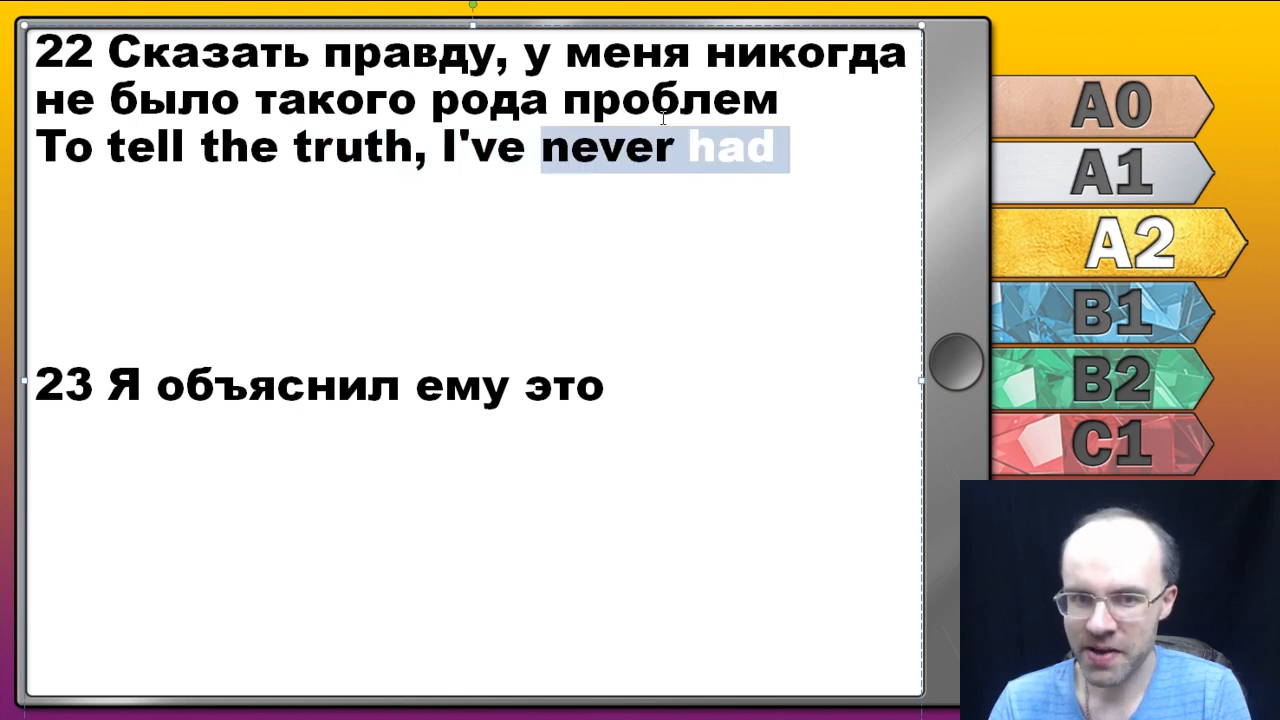 22 Сказать правду, у меня никогда
не было такого рода проблем
To tell the truth, I've never had
23 Я объяснил ему это
A0
A1
A2
B1
B2
C1